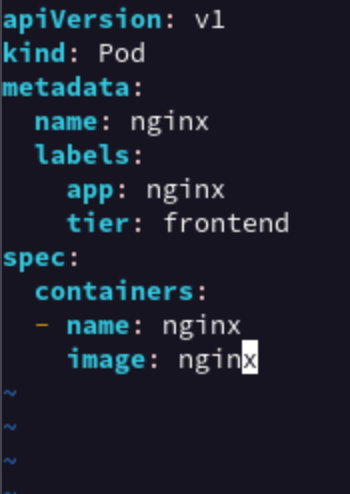 apiVersion: v1
kind: Pod
metadata:
  name: nginx
  labels:
    app: nginx
    tier: frontend
spec:
  containers:
  - name: nginx
    image: nginx
~
~
~
~